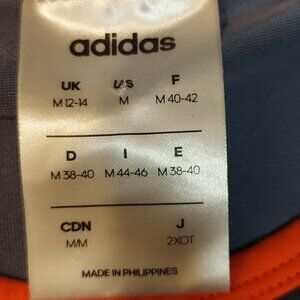 adidas
UK US F
M 12-14 M M 40-42
D I E
M 38-40 M 44-46 M 38-40
CDN J
M/M 2XOT
MADE IN PHILIPPINES